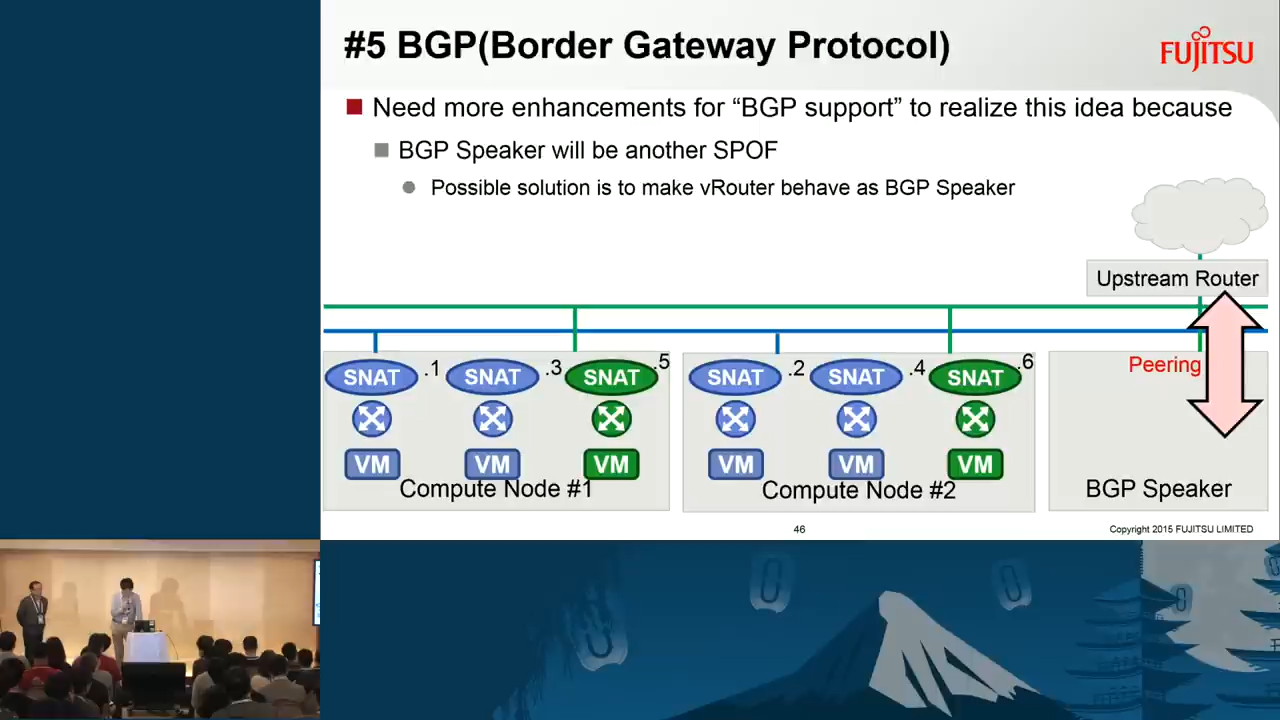 #5 BGP(Border Gateway Protocol)
FUJITSU
Need more enhancements for “BGP support” to realize this idea because
BGP Speaker will be another SPOF
Possible solution is to make vRouter behave as BGP Speaker
Upstream Router
Peering
SNAT .1 SNAT .3 SNAT .5
VM VM VM
Compute Node #1
SNAT .2 SNAT .4 SNAT .6
VM VM VM
Compute Node #2
BGP Speaker
46
Copyright 2015 FUJITSU LIMITED